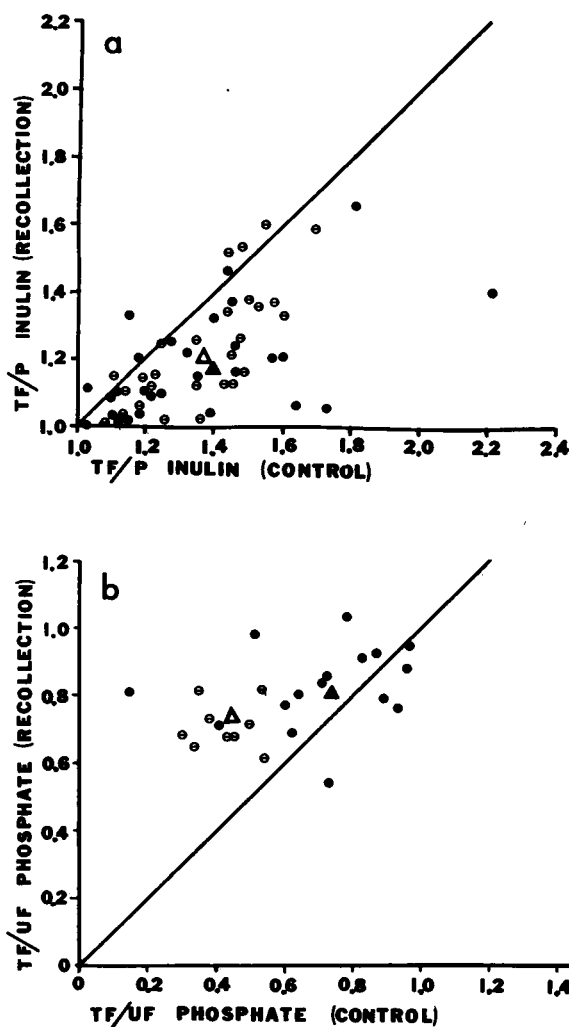 a
TF/P INULIN (RECOLLECTION)
2.2
2.0
1.8
1.6
1.4
1.2
1.0
1.0 1.2 1.4 1.6 1.8 2.0 2.2 2.4
TF/P INULIN (CONTROL)
b
TF/UF PHOSPHATE (RECOLLECTION)
1.2
1.0
0.8
0.6
0.4
0.2
0
0 0.2 0.4 0.6 0.8 1.0 1.2 1.4
TF/UF PHOSPHATE (CONTROL)